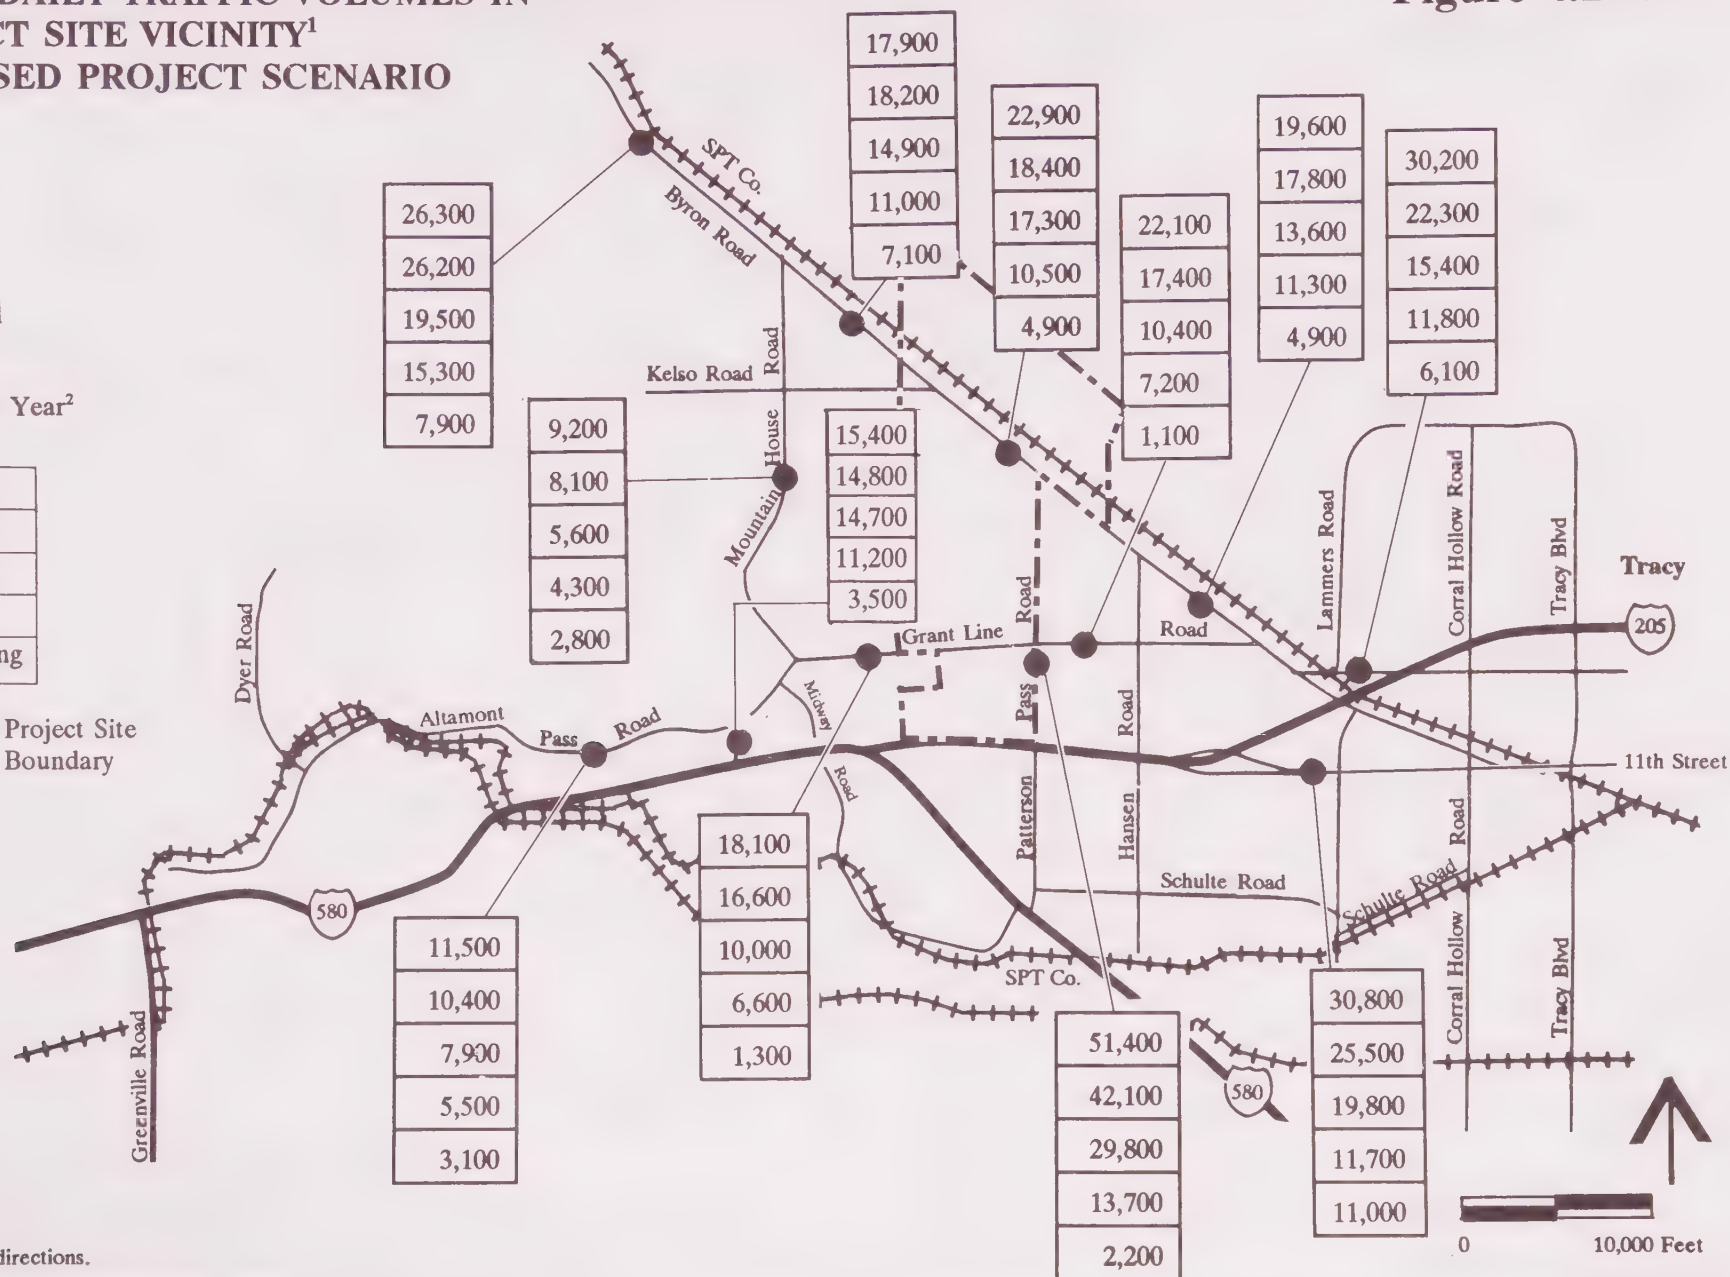 DAILY TRAFFIC VOLUMES IN
CT SITE VICINITY¹
SED PROJECT SCENARIO
Figure
Year²
ng
Project Site
Boundary
directions.
17,900
18,200
14,900
11,000
7,100
22,900
18,400
17,300
10,500
4,900
19,600
17,800
13,600
11,300
4,900
30,200
22,300
15,400
11,800
6,100
22,100
17,400
10,400
7,200
1,100
26,300
26,200
19,500
15,300
7,900
9,200
8,100
5,600
4,300
2,800
15,400
14,800
14,700
11,200
3,500
18,100
16,600
10,000
6,600
1,300
11,500
10,400
7,900
5,500
3,100
51,400
42,100
29,800
13,700
2,200
30,800
25,500
19,800
11,700
11,000
SPT Co.
Byron Road
Kelso Road
Mountain House Road
Grant Line Road
Midway Road
Dyer Road
Altamont Pass Road
Patterson Pass Road
Hansen Road
Lammers Road
Corral Hollow Road
Tracy Blvd
Tracy
205
11th Street
Schulte Road
Schulte Road
Corral Hollow Road
Tracy Blvd
SPT Co.
580
580
Greenville Road
0 10,000 Feet